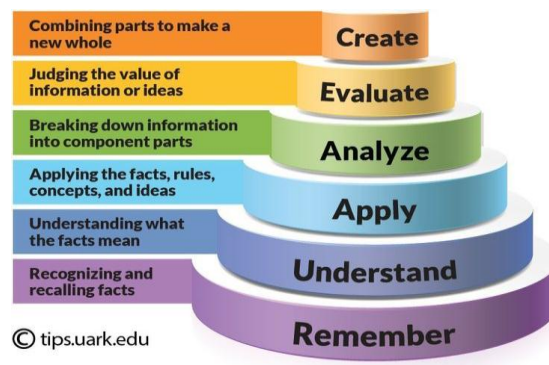 Combining parts to make a
new whole
Create
Judging the value of
information or ideas
Evaluate
Breaking down information
into component parts
Analyze
Applying the facts, rules,
concepts, and ideas
Apply
Understanding what
the facts mean
Understand
Recognizing and
recalling facts
Remember
© tips.uark.edu